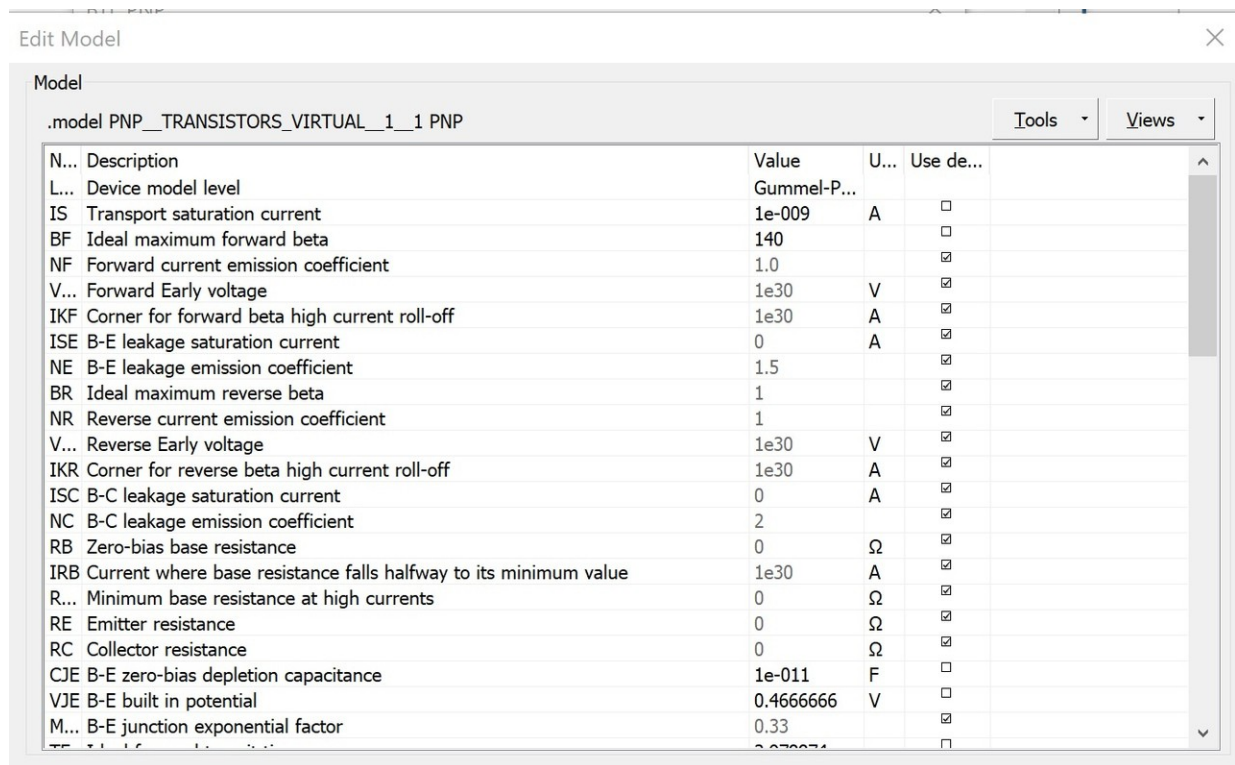 Edit Model
Model
.model PNP__TRANSISTORS_VIRTUAL__1__1 PNP
Tools Views
N... Description Value U... Use de...
L... Device model level Gummel-P...
IS Transport saturation current 1e-009 A
BF Ideal maximum forward beta 140
NF Forward current emission coefficient 1.0
V... Forward Early voltage 1e30 V
IKF Corner for forward beta high current roll-off 1e30 A
ISE B-E leakage saturation current 0 A
NE B-E leakage emission coefficient 1.5
BR Ideal maximum reverse beta 1
NR Reverse current emission coefficient 1
V... Reverse Early voltage 1e30 V
IKR Corner for reverse beta high current roll-off 1e30 A
ISC B-C leakage saturation current 0 A
NC B-C leakage emission coefficient 2
RB Zero-bias base resistance 0 Ω
IRB Current where base resistance falls halfway to its minimum value 1e30 A
R... Minimum base resistance at high currents 0 Ω
RE Emitter resistance 0 Ω
RC Collector resistance 0 Ω
CJE B-E zero-bias depletion capacitance 1e-011 F
VJE B-E built in potential 0.4666666 V
M... B-E junction exponential factor 0.33